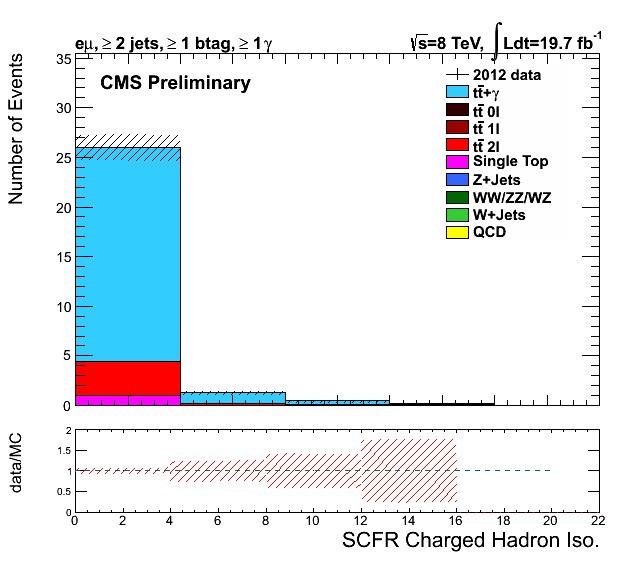 eμ, ≥ 2 jets, ≥ 1 btag, ≥ 1 γ
√s=8 TeV, ∫Ldt=19.7 fb⁻¹
CMS Preliminary
Number of Events
35
30
25
20
15
10
5
0
2012 data
tt̄+γ
tt̄ 0l
tt̄ 1l
tt̄ 2l
Single Top
Z+Jets
WW/ZZ/WZ
W+Jets
QCD
data/MC
2
1.5
1
0.5
0
0 2 4 6 8 10 12 14 16 18 20 22
SCFR Charged Hadron Iso.